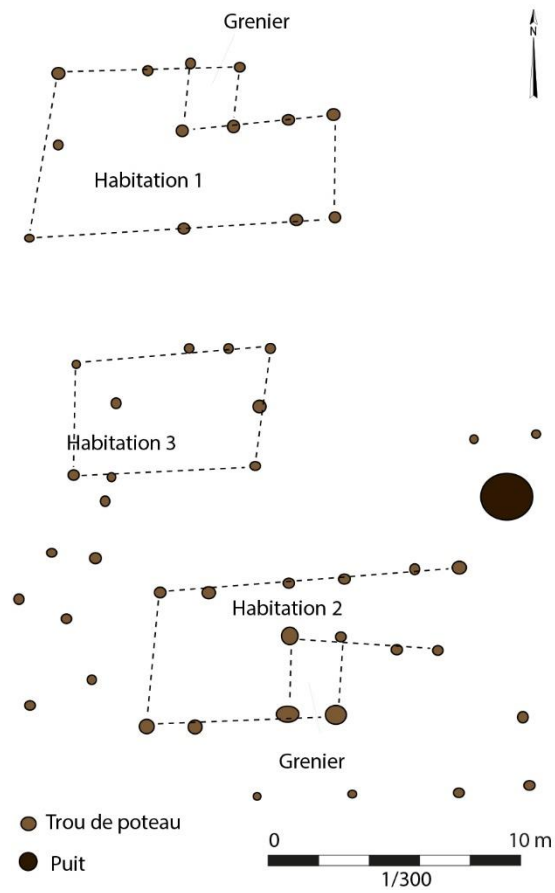 Grenier
N
Habitation 1
Habitation 3
Habitation 2
Grenier
Trou de poteau
Puit
0 10 m
1/300